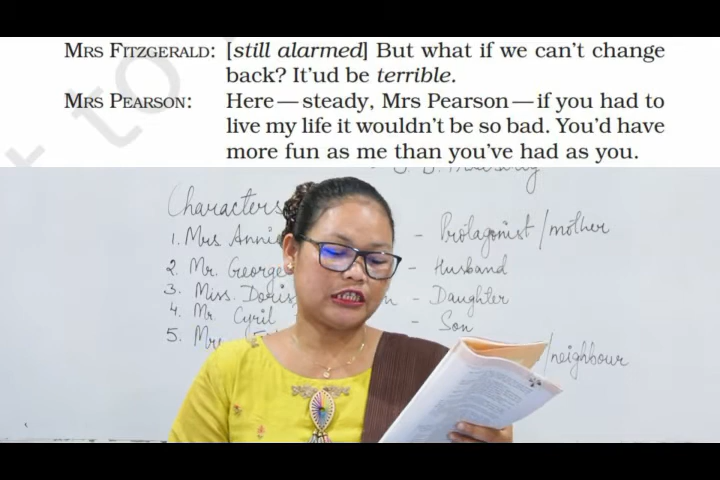 MRS FITZGERALD: [still alarmed] But what if we can't change
back? It'ud be terrible.
MRS PEARSON: Here — steady, Mrs Pearson — if you had to
live my life it wouldn't be so bad. You'd have
more fun as me than you've had as you.
Characters
1. Mrs Annie - Protagonist /mother
2. Mr. George - Husband
3. Miss. Doris - Daughter
4. Mr. Cyril - Son
5. Mrs /neighbour